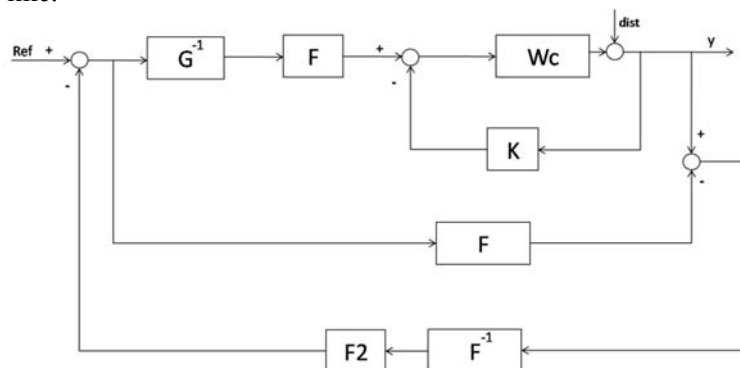 dist
Ref + G⁻¹ F + Wc y
-
- K +
-
F
F2 F⁻¹